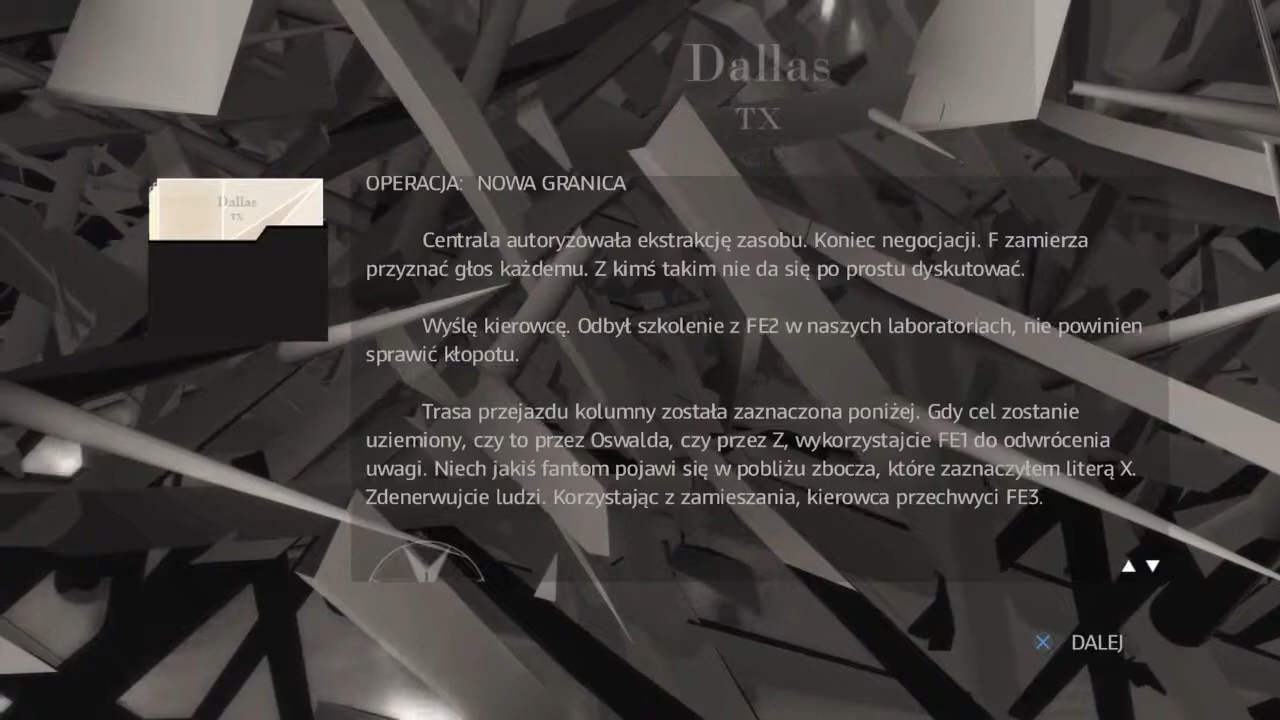 Dallas
TX
Dallas
TX
OPERACJA: NOWA GRANICA
Centrala autoryzowała ekstrakcję zasobu. Koniec negocjacji. F zamierza
przyznać głos każdemu. Z kimś takim nie da się po prostu dyskutować.
Wyślę kierowcę. Odbył szkolenie z FE2 w naszych laboratoriach, nie powinien
sprawić kłopotu.
Trasa przejazdu kolumny została zaznaczona poniżej. Gdy cel zostanie
uziemiony, czy to przez Oswalda, czy przez Z, wykorzystajcie FE1 do odwrócenia
uwagi. Niech jakiś fantom pojawi się w pobliżu zbocza, które zaznaczyłem literą X.
Zdenerwujcie ludzi. Korzystając z zamieszania, kierowca przechwyci FE3.
DALEJ